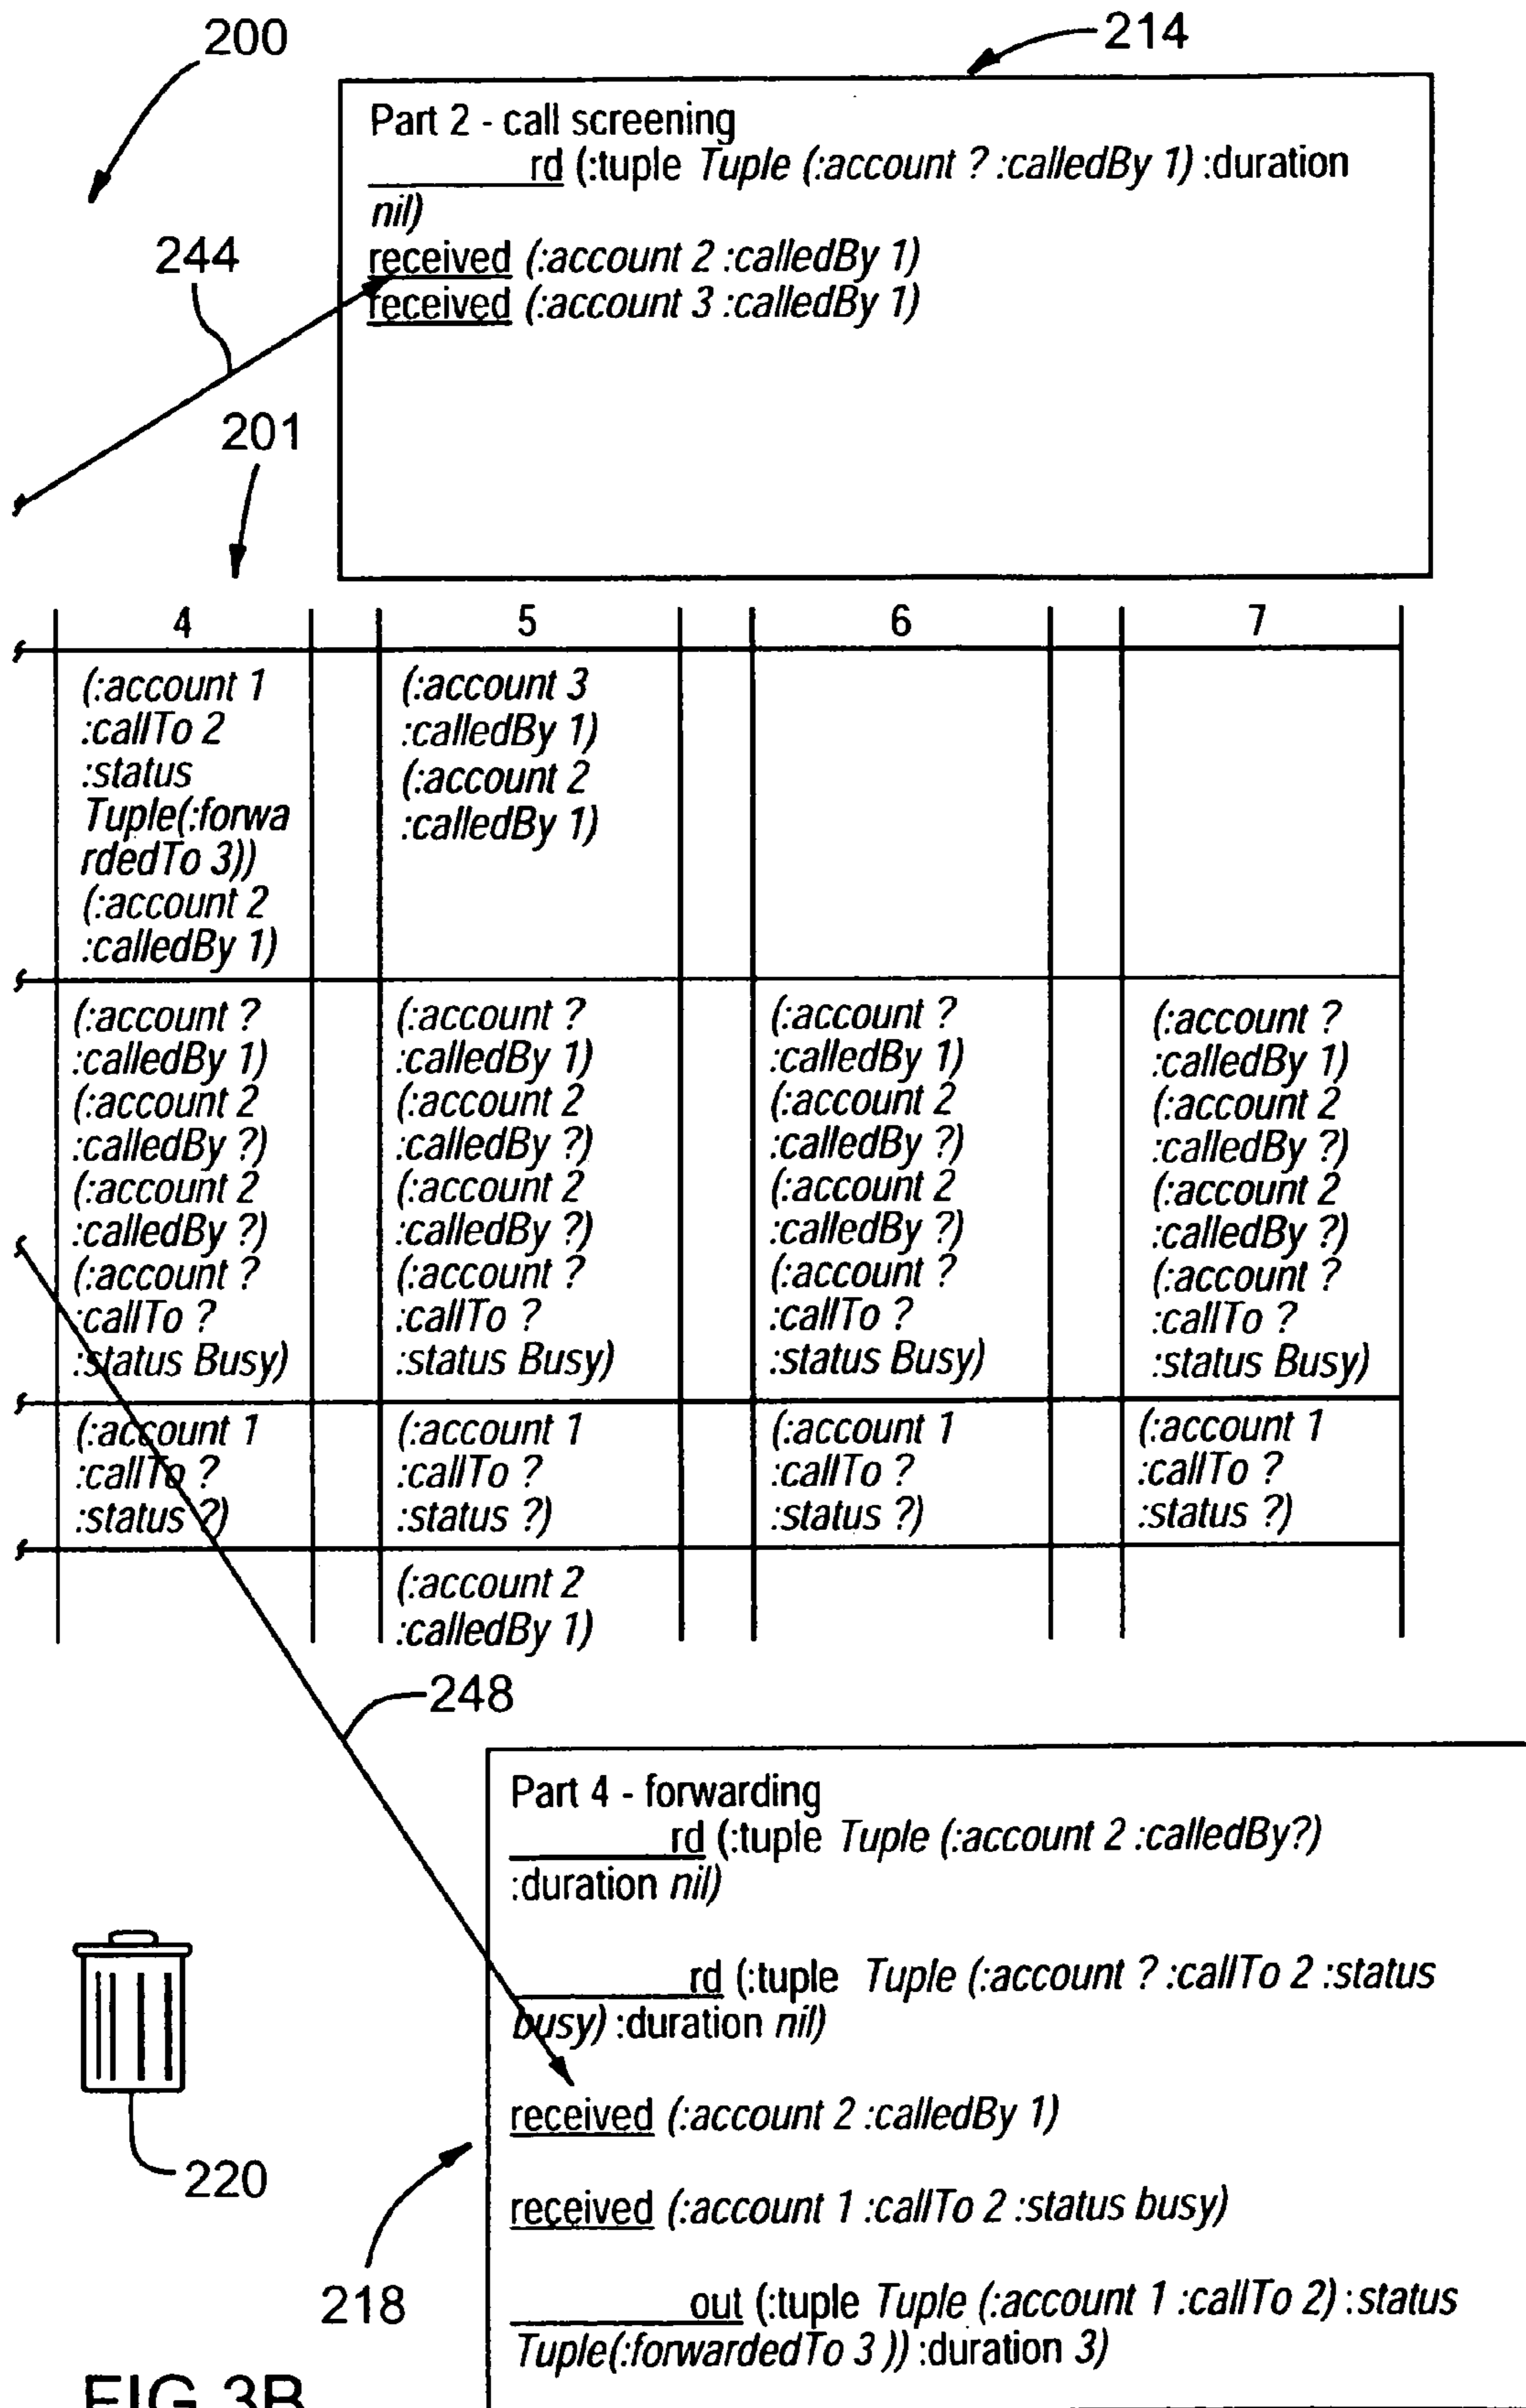 200
214
Part 2 - call screening
rd (:tuple Tuple (:account ? :calledBy 1) :duration
nil)
received (:account 2 :calledBy 1)
received (:account 3 :calledBy 1)
244
201
4
5
6
7
(:account 1
:callTo 2
:status
Tuple(:forwa
rdedTo 3))
(:account 2
:calledBy 1)
(:account 3
:calledBy 1)
(:account 2
:calledBy 1)
(:account ?
:calledBy 1)
(:account 2
:calledBy ?)
(:account 2
:calledBy ?)
(:account ?
:callTo ?
:status Busy)
(:account ?
:calledBy 1)
(:account 2
:calledBy ?)
(:account 2
:calledBy ?)
(:account ?
:callTo ?
:status Busy)
(:account ?
:calledBy 1)
(:account 2
:calledBy ?)
(:account 2
:calledBy ?)
(:account ?
:callTo ?
:status Busy)
(:account ?
:calledBy 1)
(:account 2
:calledBy ?)
(:account 2
:calledBy ?)
(:account ?
:callTo ?
:status Busy)
(:account 1
:callTo ?
:status ?)
(:account 1
:callTo ?
:status ?)
(:account 1
:callTo ?
:status ?)
(:account 1
:callTo ?
:status ?)
(:account 2
:calledBy 1)
248
Part 4 - forwarding
rd (:tuple Tuple (:account 2 :calledBy?)
:duration nil)
rd (:tuple Tuple (:account ? :callTo 2 :status
busy) :duration nil)
received (:account 2 :calledBy 1)
received (:account 1 :callTo 2 :status busy)
out (:tuple Tuple (:account 1 :callTo 2) :status
Tuple(:forwardedTo 3 )) :duration 3)
220
218
FIG 3B